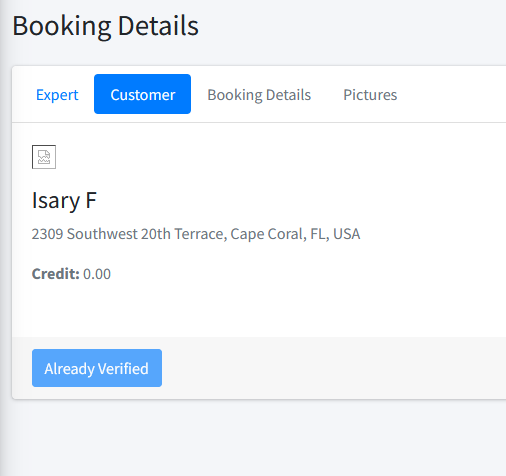 Booking Details
Expert Customer Booking Details Pictures
Isary F
2309 Southwest 20th Terrace, Cape Coral, FL, USA
Credit: 0.00
Already Verified